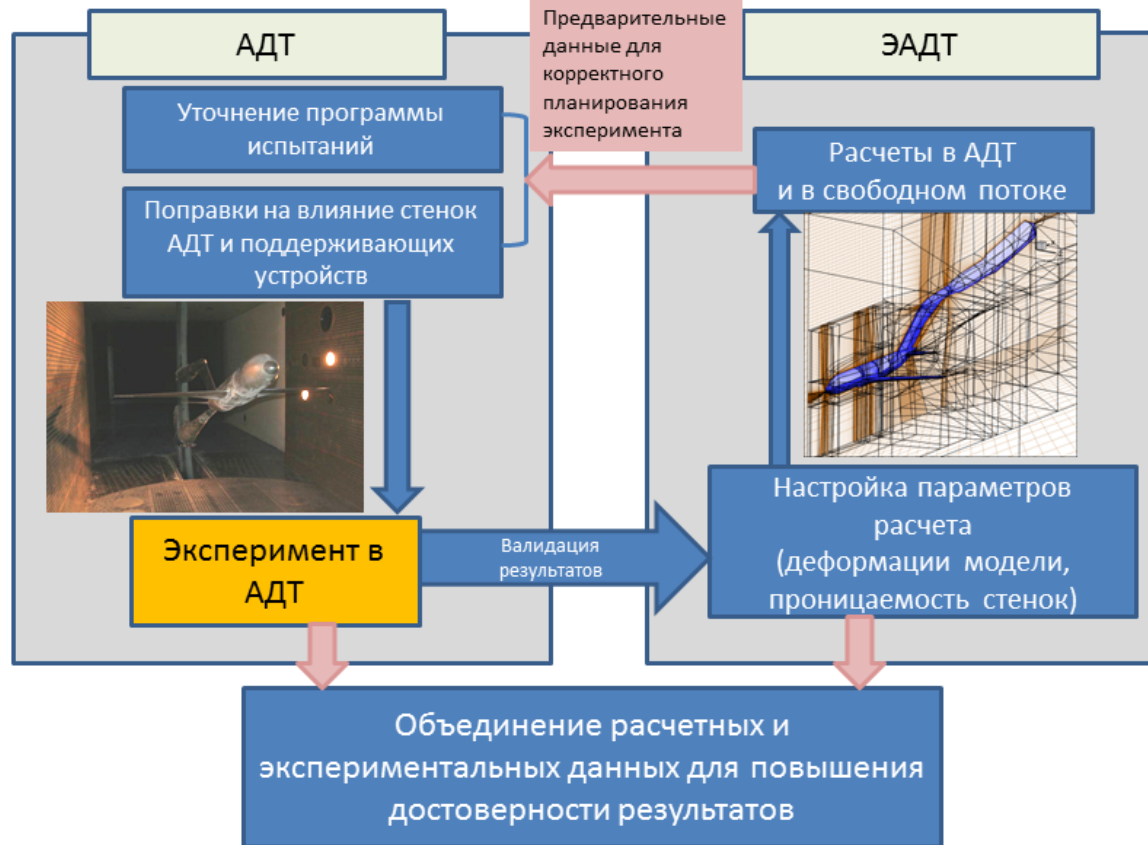 АДТ
Предварительные
данные для
корректного
планирования
эксперимента
ЭАДТ
Уточнение программы
испытаний
Поправки на влияние стенок
АДТ и поддерживающих
устройств
Расчеты в АДТ
и в свободном потоке
Эксперимент в
АДТ
Валидация
результатов
Настройка параметров
расчета
(деформации модели,
проницаемость стенок)
Объединение расчетных и
экспериментальных данных для повышения
достоверности результатов